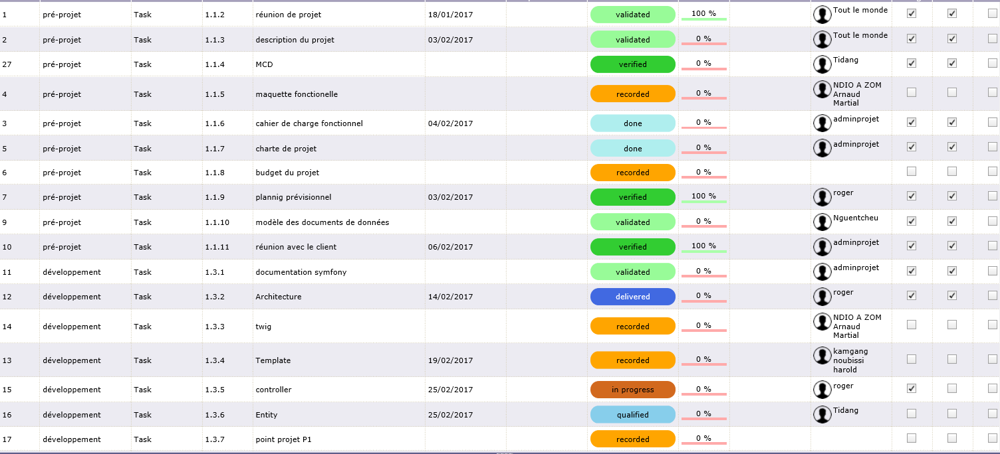 1 pré-projet Task 1.1.2 réunion de projet 18/01/2017 validated 100 % Tout le monde
2 pré-projet Task 1.1.3 description du projet 03/02/2017 validated 0 % Tout le monde
27 pré-projet Task 1.1.4 MCD verified 0 % Tidang
4 pré-projet Task 1.1.5 maquette fonctionelle recorded 0 % NDIO A ZOM
Arnaud
Martial
3 pré-projet Task 1.1.6 cahier de charge fonctionnel 04/02/2017 done 0 % adminprojet
5 pré-projet Task 1.1.7 charte de projet done 0 % adminprojet
6 pré-projet Task 1.1.8 budget du projet recorded 0 %
7 pré-projet Task 1.1.9 plannig prévisionnel 03/02/2017 verified 100 % roger
9 pré-projet Task 1.1.10 modèle des documents de données validated 0 % Nguentcheu
10 pré-projet Task 1.1.11 réunion avec le client 06/02/2017 verified 100 % adminprojet
11 développement Task 1.3.1 documentation symfony validated 0 % adminprojet
12 développement Task 1.3.2 Architecture 14/02/2017 delivered 0 % roger
14 développement Task 1.3.3 twig recorded 0 % NDIO A ZOM
Arnaud
Martial
13 développement Task 1.3.4 Template 19/02/2017 recorded 0 % kamgang
noubissi
harold
15 développement Task 1.3.5 controller 25/02/2017 in progress 0 % roger
16 développement Task 1.3.6 Entity 25/02/2017 qualified 0 % Tidang
17 développement Task 1.3.7 point projet P1 recorded 0 %